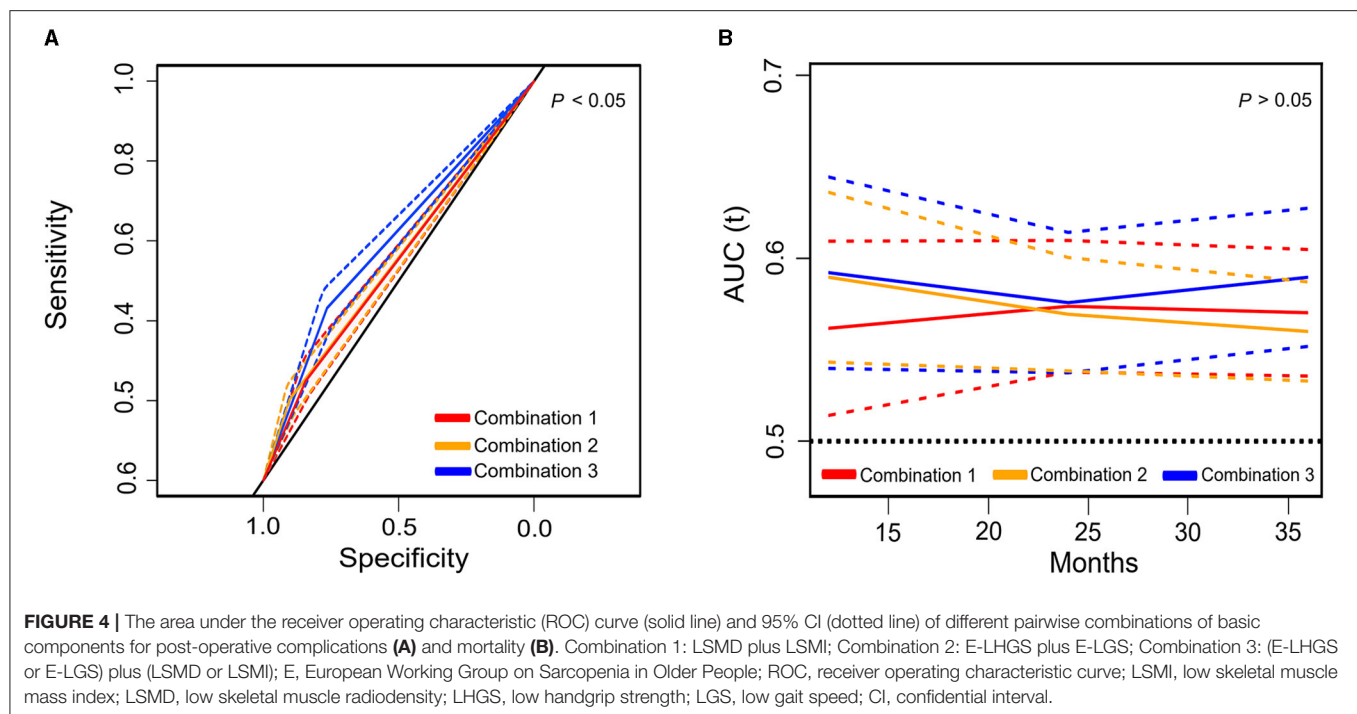 A
1.0
0.8
0.6
0.4
0.5
0.6
Sensitivity
P < 0.05
Combination 1
Combination 2
Combination 3
1.0 0.5 0.0
Specificity
B
0.7
0.6
0.5
AUC (t)
P > 0.05
Combination 1 Combination 2 Combination 3
15 20 25 30 35
Months
FIGURE 4 | The area under the receiver operating characteristic (ROC) curve (solid line) and 95% CI (dotted line) of different pairwise combinations of basic
components for post-operative complications (A) and mortality (B). Combination 1: LSMD plus LSMI; Combination 2: E-LHGS plus E-LGS; Combination 3: (E-LHGS
or E-LGS) plus (LSMD or LSMI); E, European Working Group on Sarcopenia in Older People; ROC, receiver operating characteristic curve; LSMI, low skeletal muscle
mass index; LSMD, low skeletal muscle radiodensity; LHGS, low handgrip strength; LGS, low gait speed; CI, confidential interval.